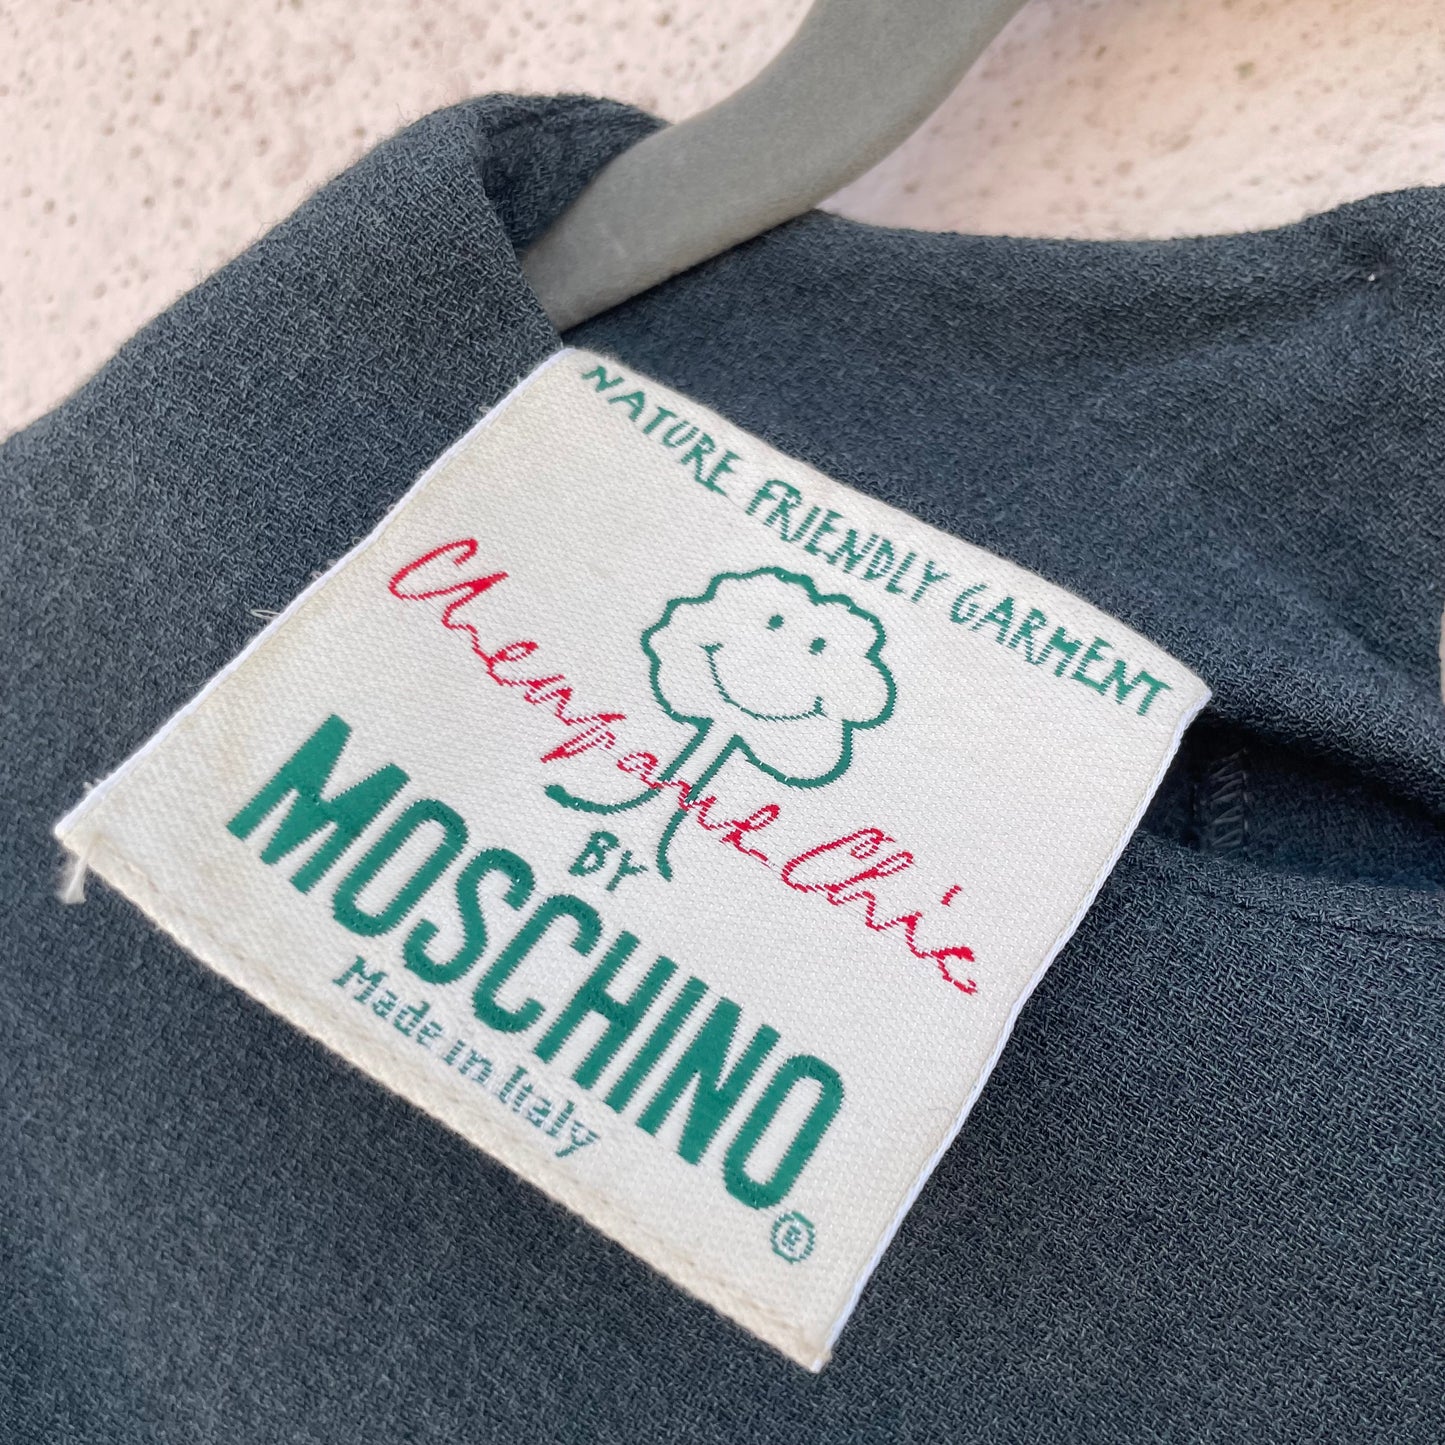 NATURE FRIENDLY GARMENT
Cheap and Chic
BY
MOSCHINO
Made in Italy
®